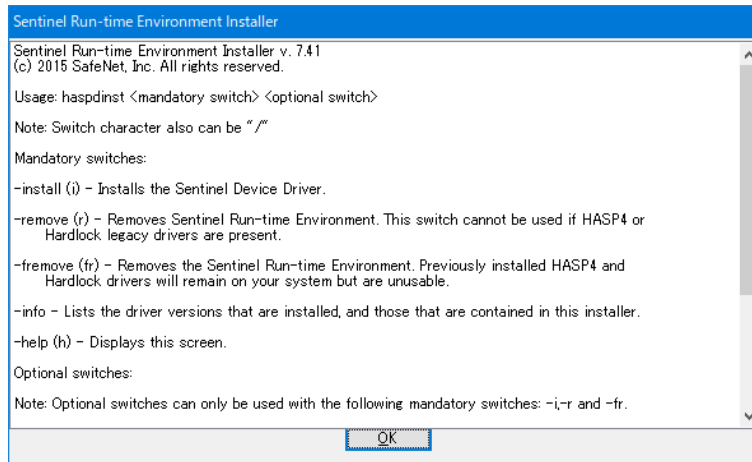 Sentinel Run-time Environment Installer
Sentinel Run-time Environment Installer v. 7.41
(c) 2015 SafeNet, Inc. All rights reserved.
Usage: haspdinst <mandatory switch> <optional switch>
Note: Switch character also can be "/"
Mandatory switches:
-install (i) - Installs the Sentinel Device Driver.
-remove (r) - Removes Sentinel Run-time Environment. This switch cannot be used if HASP4 or
Hardlock legacy drivers are present.
-fremove (fr) - Removes the Sentinel Run-time Environment. Previously installed HASP4 and
Hardlock drivers will remain on your system but are unusable.
-info - Lists the driver versions that are installed, and those that are contained in this installer.
-help (h) - Displays this screen.
Optional switches:
Note: Optional switches can only be used with the following mandatory switches: -i,-r and -fr.
OK